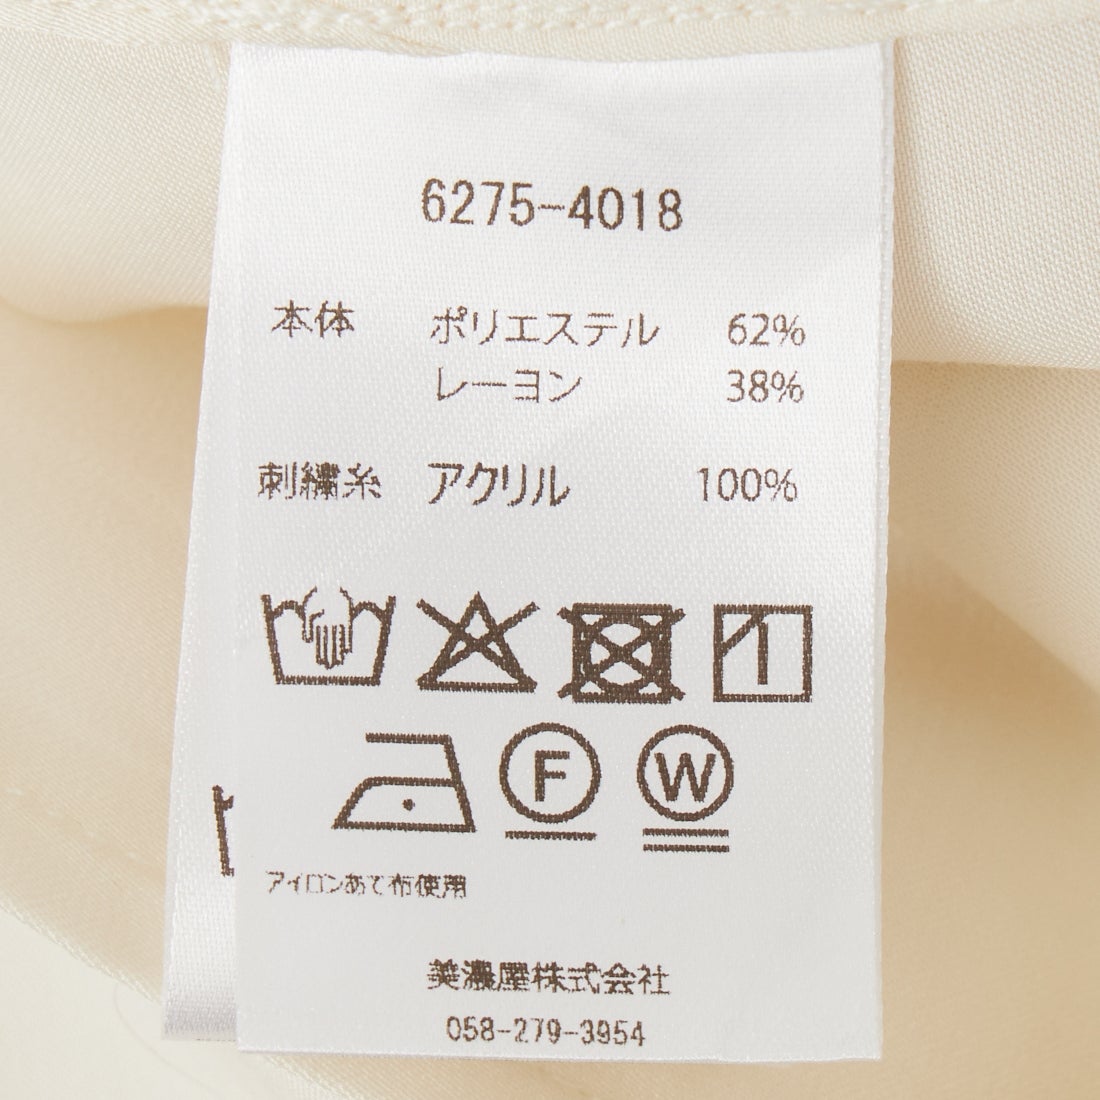 6275-4018
本体 ポリエステル 62%
レーヨン 38%
刺繍糸 アクリル 100%
F W
アイロンあて布使用
美濃屋株式会社
058-279-3954